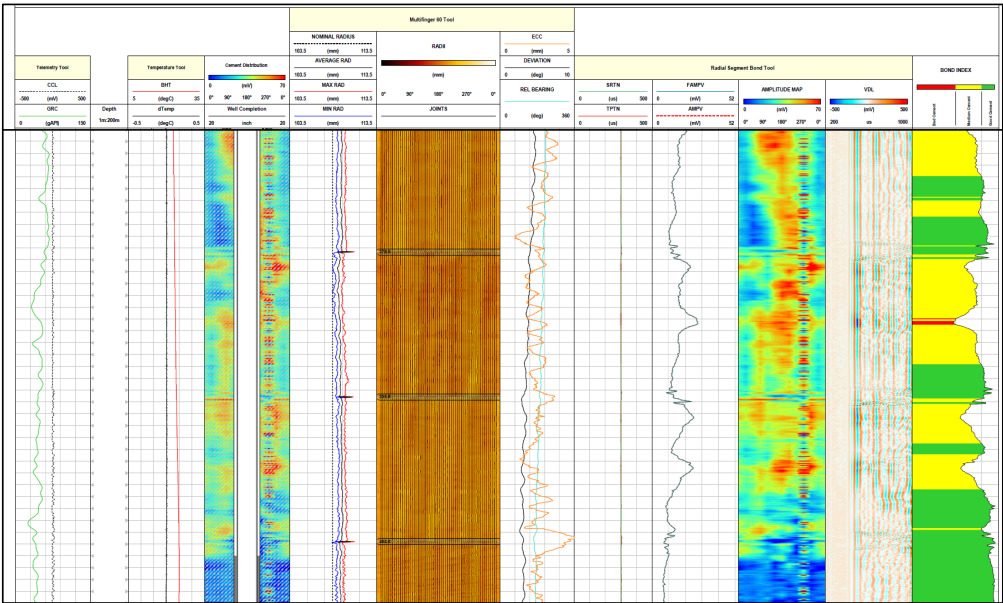 Multifinger 60 Tool
NOMINAL RADIUS
103.5 (mm) 113.5
AVERAGE RAD
103.5 (mm) 113.5
MAX RAD
103.5 (mm) 113.5
MIN RAD
103.5 (mm) 113.5
RADII
(mm)
0° 90° 180° 270° 0°
JOINTS
ECC
0 (mm) 5
DEVIATION
0 (deg) 10
REL BEARING
0 (deg) 360
Telemetry Tool
CCL
-500 (mV) 500
GRC
0 (gAPI) 150
Depth
1m:200m
Temperature Tool
BHT
5 (degC) 35
dTemp
-0.5 (degC) 0.5
Cement Distribution
0 (mV) 70
0° 90° 180° 270° 0°
Well Completion
20 inch 20
Radial Segment Bond Tool
SRTN
0 (us) 500
TPTN
0 (us) 500
FAMPV
0 (mV) 52
AMPV
0 (mV) 52
AMPLITUDE MAP
0 (mV) 70
0° 90° 180° 270° 0°
VDL
-500 (mV) 500
200 us 1000
BOND INDEX
Bad Cement
Medium Cement
Good Cement